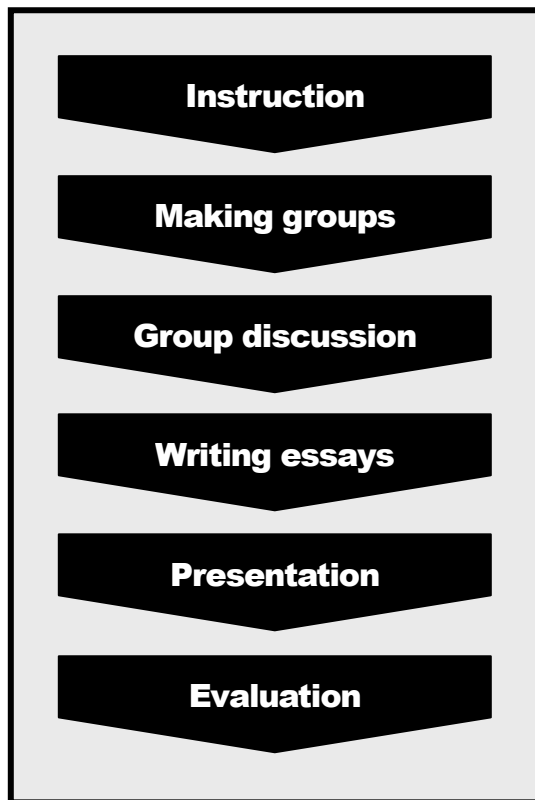 Instruction
Making groups
Group discussion
Writing essays
Presentation
Evaluation